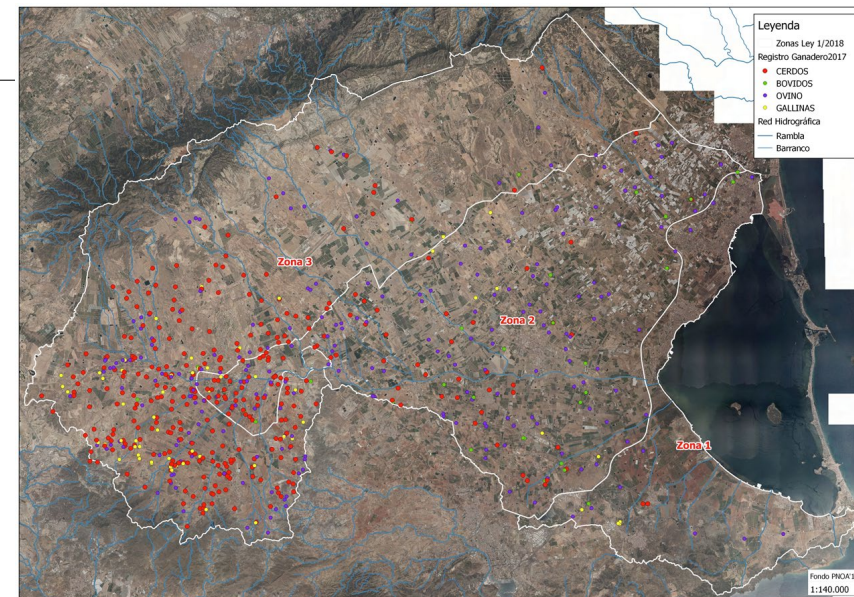 Leyenda
Zonas Ley 1/2018
Registro Ganadero2017
CERDOS
BOVIDOS
OVINO
GALLINAS
Red Hidrográfica
Rambla
Barranco
Zona 3
Zona 2
Zona 1
Fondo PNOA'1
1:140.000